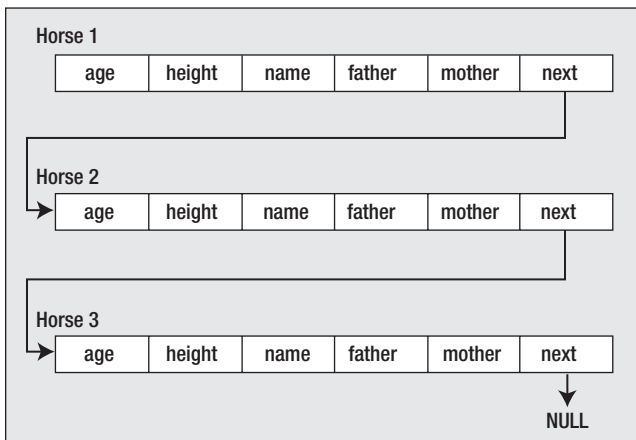 Horse 1
age height name father mother next
Horse 2
age height name father mother next
Horse 3
age height name father mother next
NULL